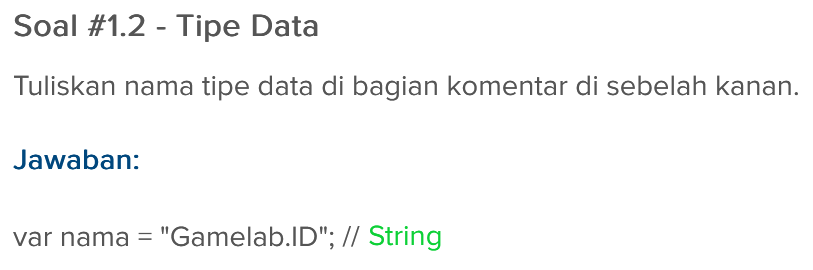 Soal #1.2 - Tipe Data
Tuliskan nama tipe data di bagian komentar di sebelah kanan.
Jawaban:
var nama = "Gamelab.ID"; // String